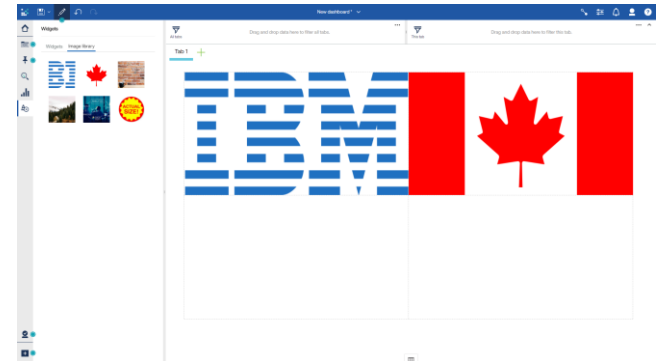 New dashboard*
Widgets
Widgets Image library
All tabs
Drag and drop data here to filter all tabs.
This tab
Drag and drop data here to filter this tab.
Tab 1
IBM
ACTUAL
SIZE!
IBM